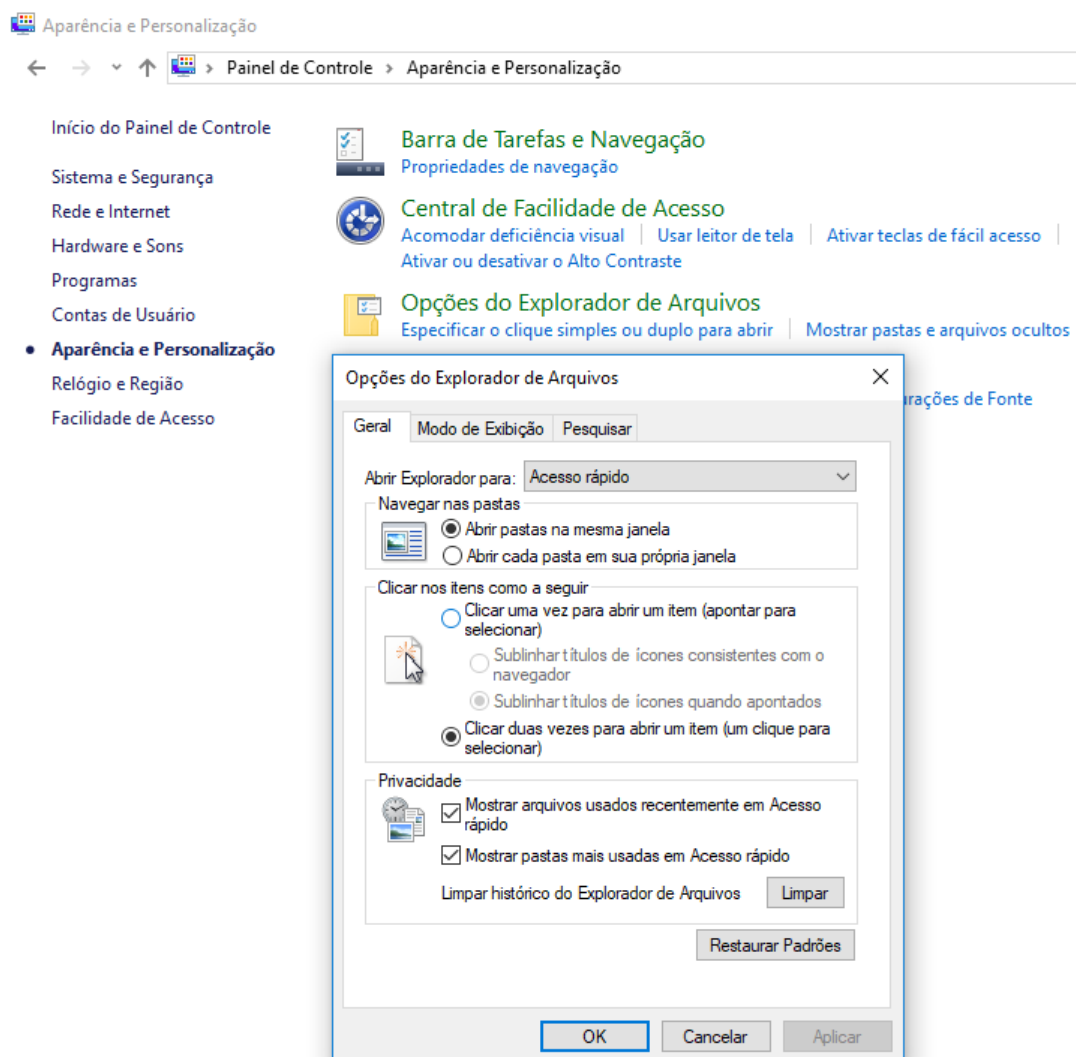 Aparência e Personalização
Painel de Controle > Aparência e Personalização
Início do Painel de Controle
Sistema e Segurança
Rede e Internet
Hardware e Sons
Programas
Contas de Usuário
Aparência e Personalização
Relógio e Região
Facilidade de Acesso
Barra de Tarefas e Navegação
Propriedades de navegação
Central de Facilidade de Acesso
Acomodar deficiência visual | Usar leitor de tela | Ativar teclas de fácil acesso |
Ativar ou desativar o Alto Contraste
Opções do Explorador de Arquivos
Especificar o clique simples ou duplo para abrir | Mostrar pastas e arquivos ocultos
de Fonte
Opções do Explorador de Arquivos
Geral Modo de Exibição Pesquisar
Abrir Explorador para: Acesso rápido
Navegar nas pastas
Abrir pastas na mesma janela
Abrir cada pasta em sua própria janela
Clicar nos itens como a seguir
Clicar uma vez para abrir um item (apontar para
selecionar)
Sublinhar títulos de ícones consistentes com o
navegador
Sublinhar títulos de ícones quando apontados
Clicar duas vezes para abrir um item (um clique para
selecionar)
Privacidade
Mostrar arquivos usados recentemente em Acesso
rápido
Mostrar pastas mais usadas em Acesso rápido
Limpar histórico do Explorador de Arquivos Limpar
Restaurar Padrões
OK Cancelar Aplicar